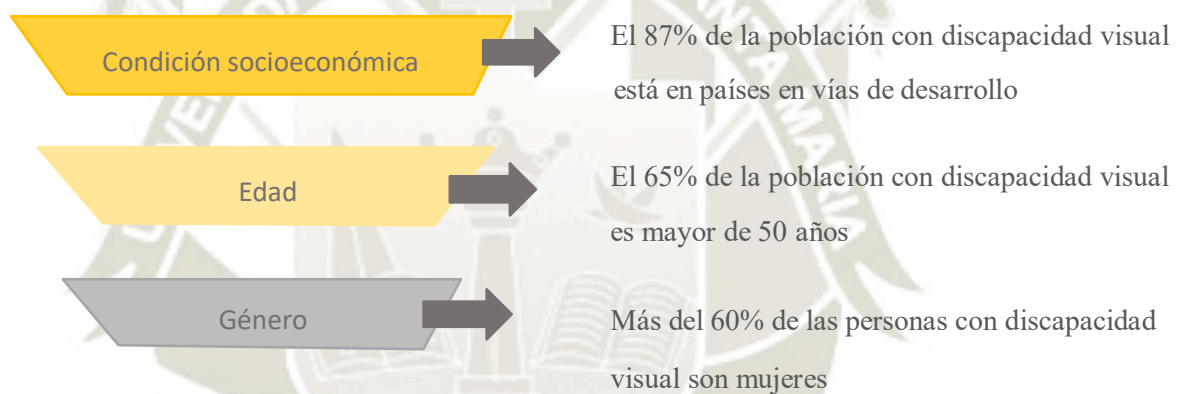 Condición socioeconómica
El 87% de la población con discapacidad visual
está en países en vías de desarrollo
Edad
El 65% de la población con discapacidad visual
es mayor de 50 años
Género
Más del 60% de las personas con discapacidad
visual son mujeres